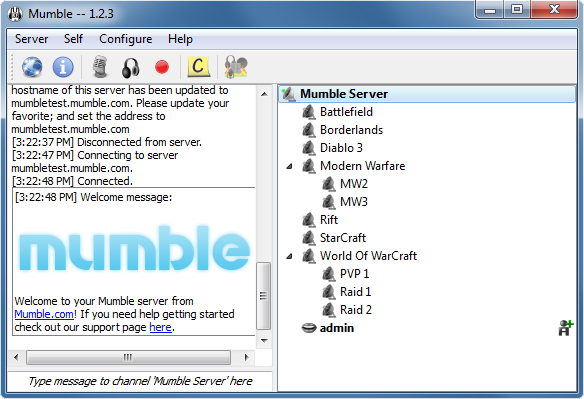 Mumble -- 1.2.3
Server Self Configure Help
C
hostname of this server has been updated to
mumbletest.mumble.com. Please update your
favorite; and set the address to
mumbletest.mumble.com
[3:22:37 PM] Disconnected from server.
[3:22:47 PM] Connecting to server
mumbletest.mumble.com.
[3:22:48 PM] Connected.
[3:22:48 PM] Welcome message:
mumble
Welcome to your Mumble server from
Mumble.com! If you need help getting started
check out our support page here.
Type message to channel 'Mumble Server' here
Mumble Server
Battlefield
Borderlands
Diablo 3
Modern Warfare
MW2
MW3
Rift
StarCraft
World Of WarCraft
PVP 1
Raid 1
Raid 2
admin